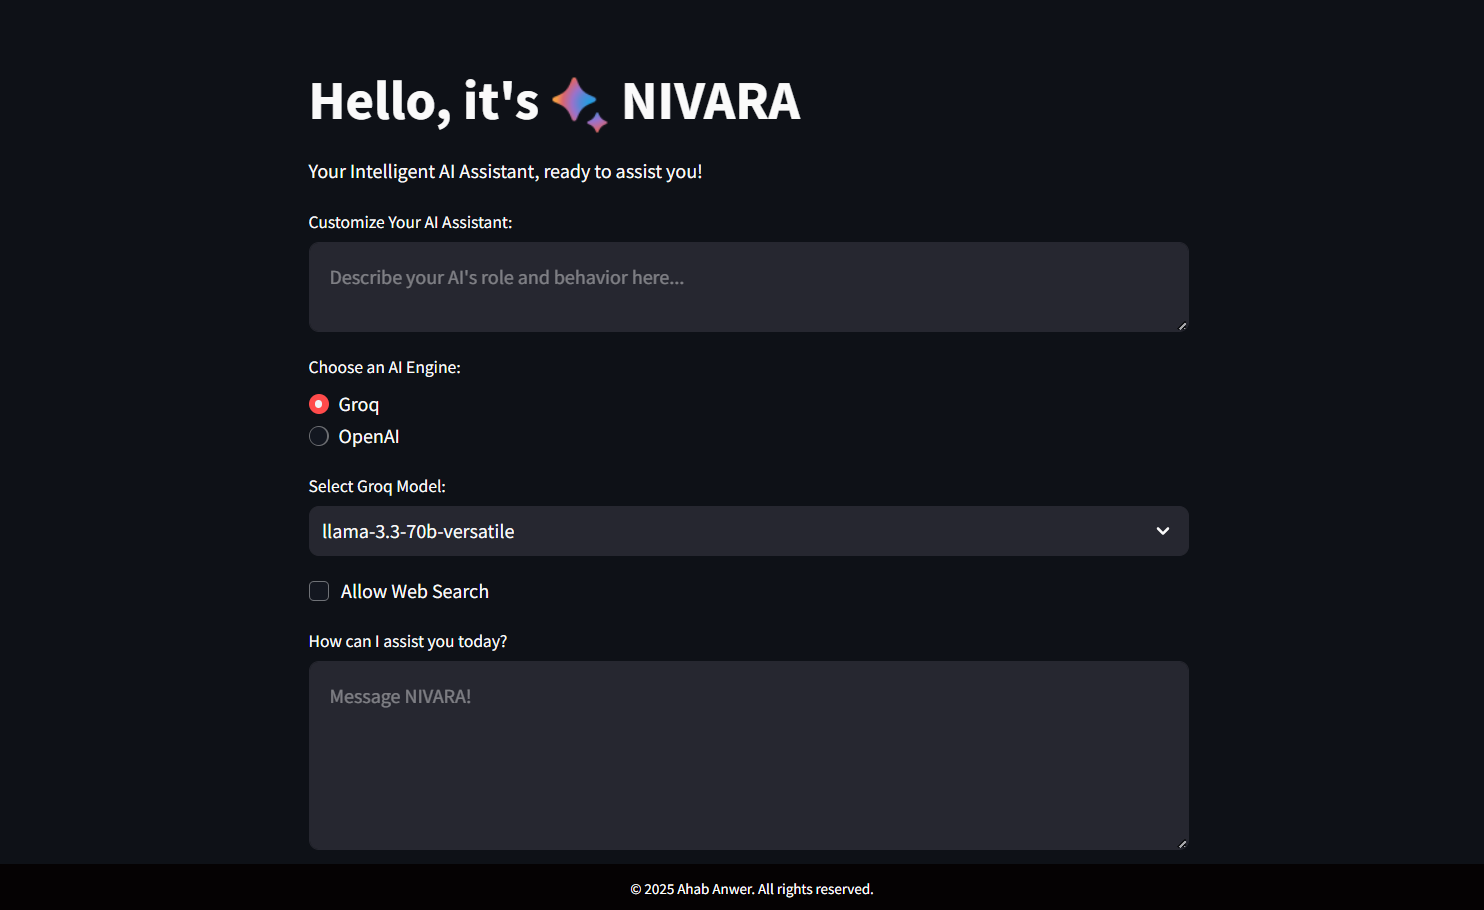 Hello, it's NIVARA
Your Intelligent AI Assistant, ready to assist you!
Customize Your AI Assistant:
Describe your AI's role and behavior here...
Choose an AI Engine:
Groq
OpenAI
Select Groq Model:
llama-3.3-70b-versatile
Allow Web Search
How can I assist you today?
Message NIVARA!
© 2025 Ahab Anwer. All rights reserved.